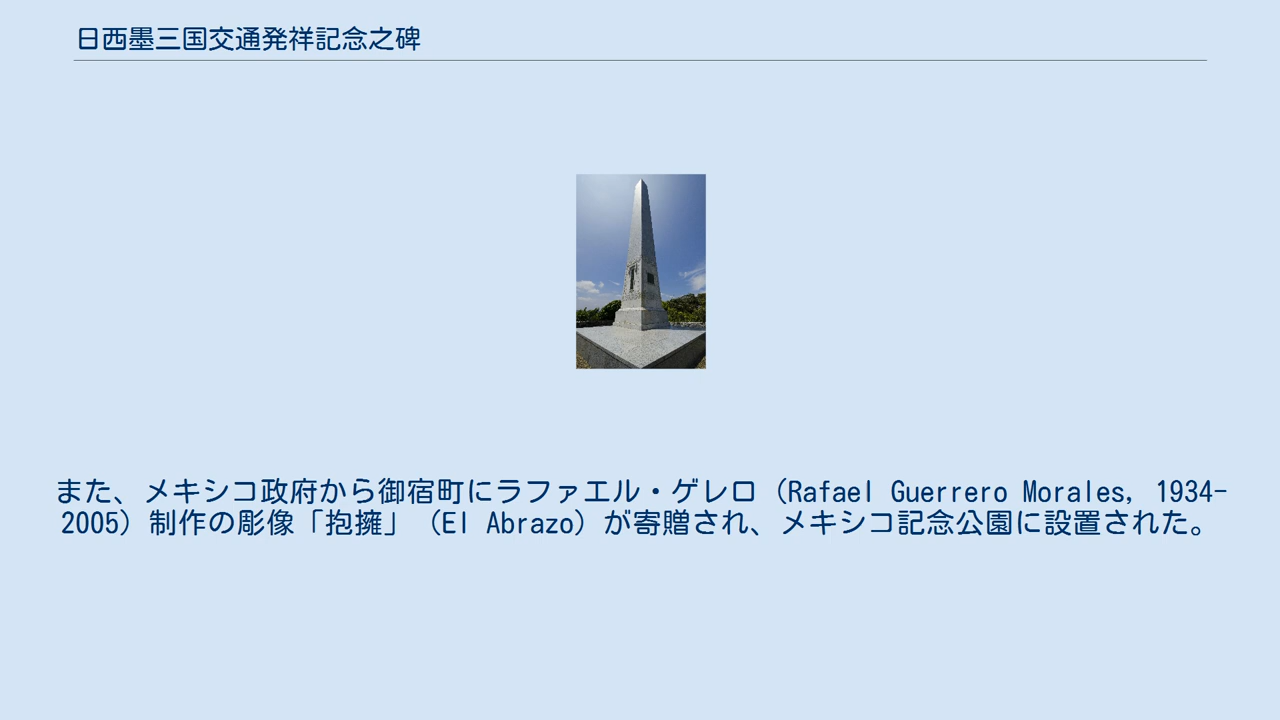 日西墨三国交通発祥記念之碑
また、メキシコ政府から御宿町にラファエル・ゲレロ（Rafael Guerrero Morales, 1934-
2005）制作の彫像「抱擁」（El Abrazo）が寄贈され、メキシコ記念公園に設置された。